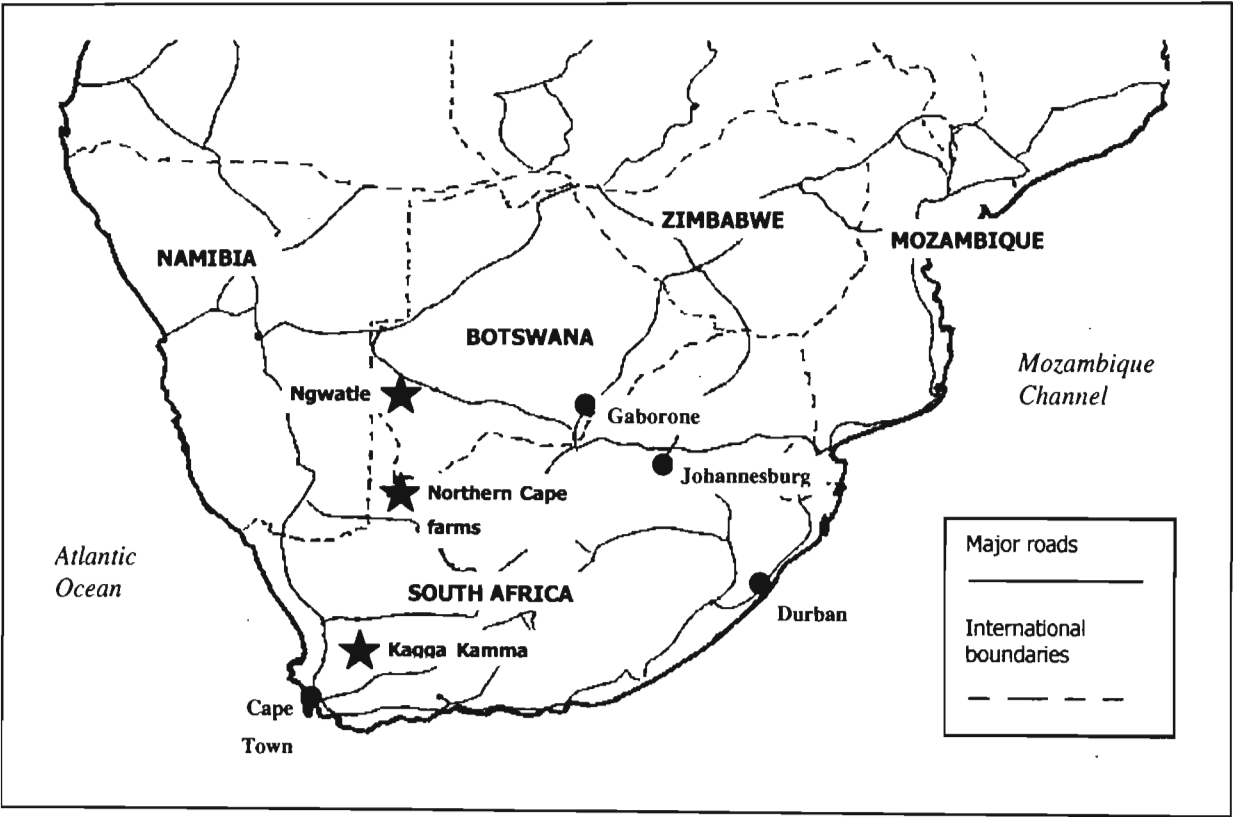 ZIMBABWE
MOZAMBIQUE
NAMIBIA
BOTSWANA
Mozambique
Channel
Ngwatle
Gaborone
Johannesburg
Northern Cape
farms
Atlantic
Ocean
SOUTH AFRICA
Durban
Kagga Kamma
Cape
Town
Major roads
International
boundaries